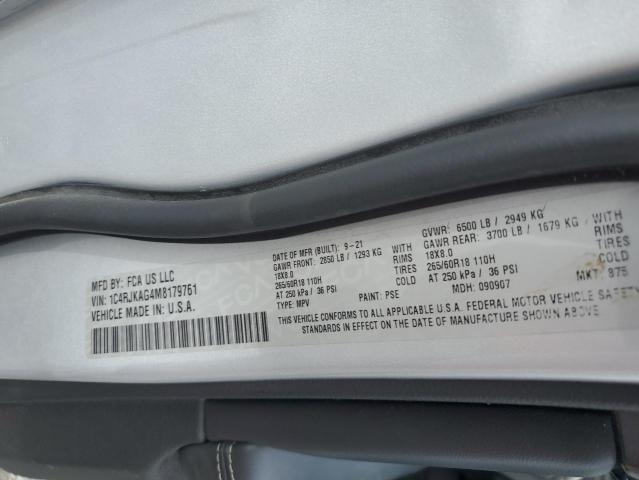 MFD BY: FCA US LLC
VIN: 1C4RJKAG4M8179761
VEHICLE MADE IN: U.S.A.
DATE OF MFR (BUILT): 9-21
GAWR FRONT: 2850 LB / 1293 KG WITH
18X8.0 RIMS
265/60R18 110H TIRES
AT 250 kPa / 36 PSI COLD
TYPE: MPV PAINT: PSE
GVWR: 6500 LB / 2949 KG
GAWR REAR: 3700 LB / 1679 KG WITH
18X8.0 RIMS
265/60R18 110H TIRES
AT 250 kPa / 36 PSI COLD
MDH: 090907 MKT: 875
THIS VEHICLE CONFORMS TO ALL APPLICABLE U.S.A. FEDERAL MOTOR VEHICLE SAFETY
STANDARDS IN EFFECT ON THE DATE OF MANUFACTURE SHOWN ABOVE